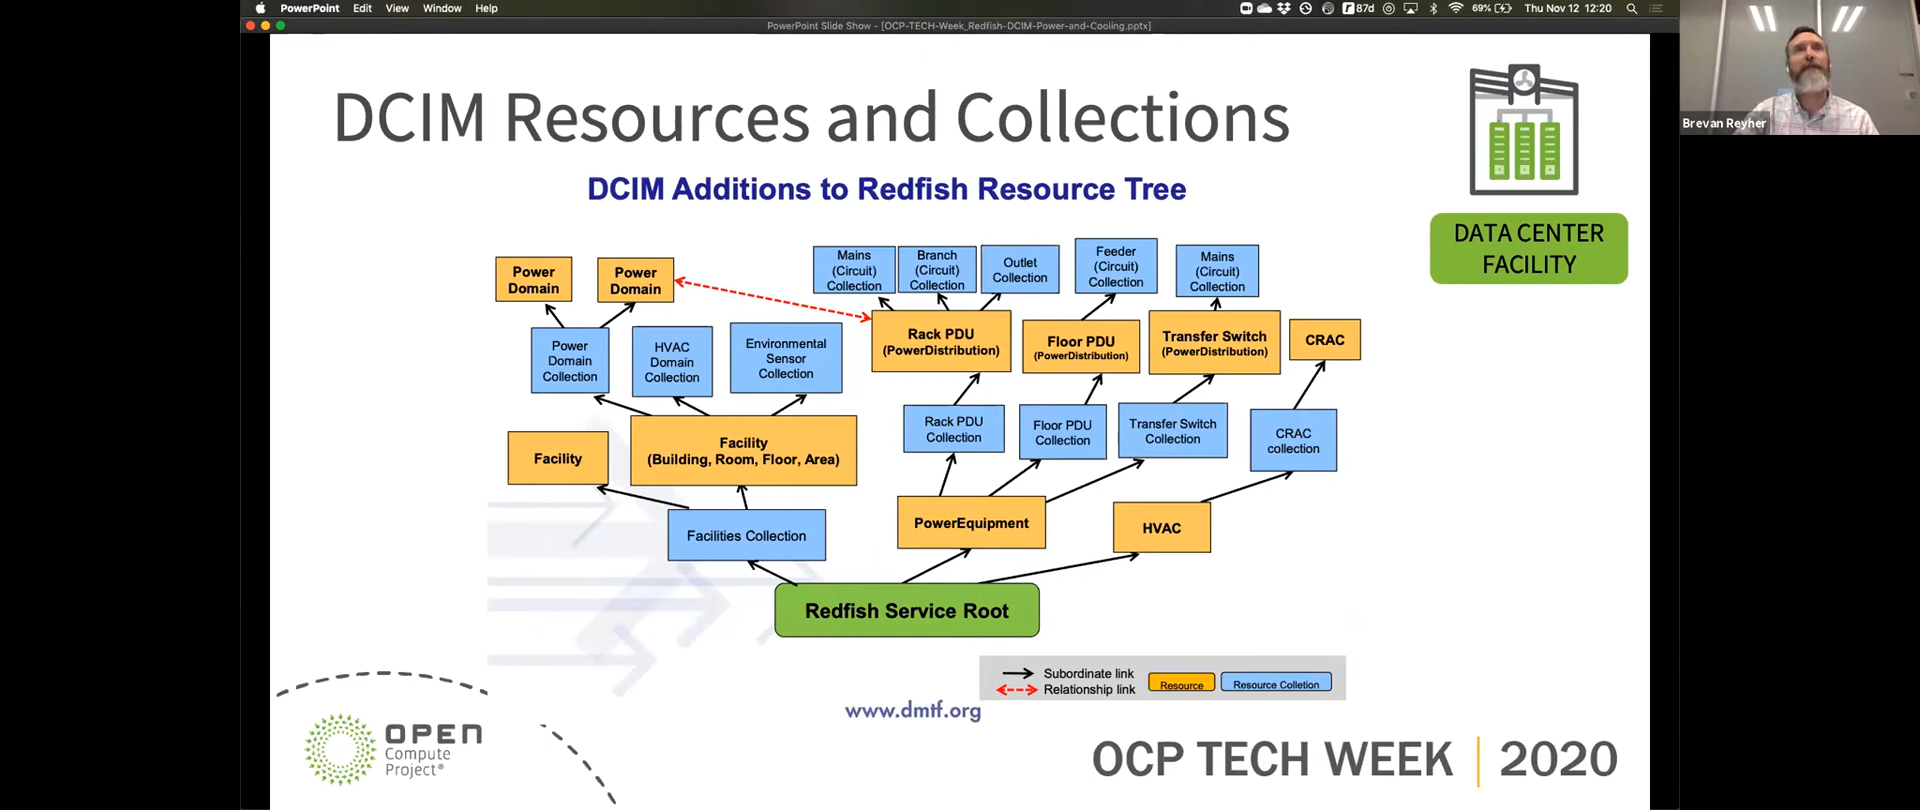 PowerPoint Edit View Window Help
87d 69% Thu Nov 12 12:20
PowerPoint Slide Show - [OCP-TECH-Week_Redfish-DCIM-Power-and-Cooling.pptx]
Brevan Reyher
DCIM Resources and Collections
DCIM Additions to Redfish Resource Tree
DATA CENTER
FACILITY
Power
Domain
Power
Domain
Mains
(Circuit)
Collection
Branch
(Circuit)
Collection
Outlet
Collection
Feeder
(Circuit)
Collection
Mains
(Circuit)
Collection
Power
Domain
Collection
HVAC
Domain
Collection
Environmental
Sensor
Collection
Rack PDU
(PowerDistribution)
Floor PDU
(PowerDistribution)
Transfer Switch
(PowerDistribution)
CRAC
Facility
Facility
(Building, Room, Floor, Area)
Rack PDU
Collection
Floor PDU
Collection
Transfer Switch
Collection
CRAC
collection
Facilities Collection
PowerEquipment
HVAC
Redfish Service Root
Subordinate link
Relationship link
Resource
Resource Colletion
www.dmtf.org
OPEN
Compute
Project®
OCP TECH WEEK | 2020